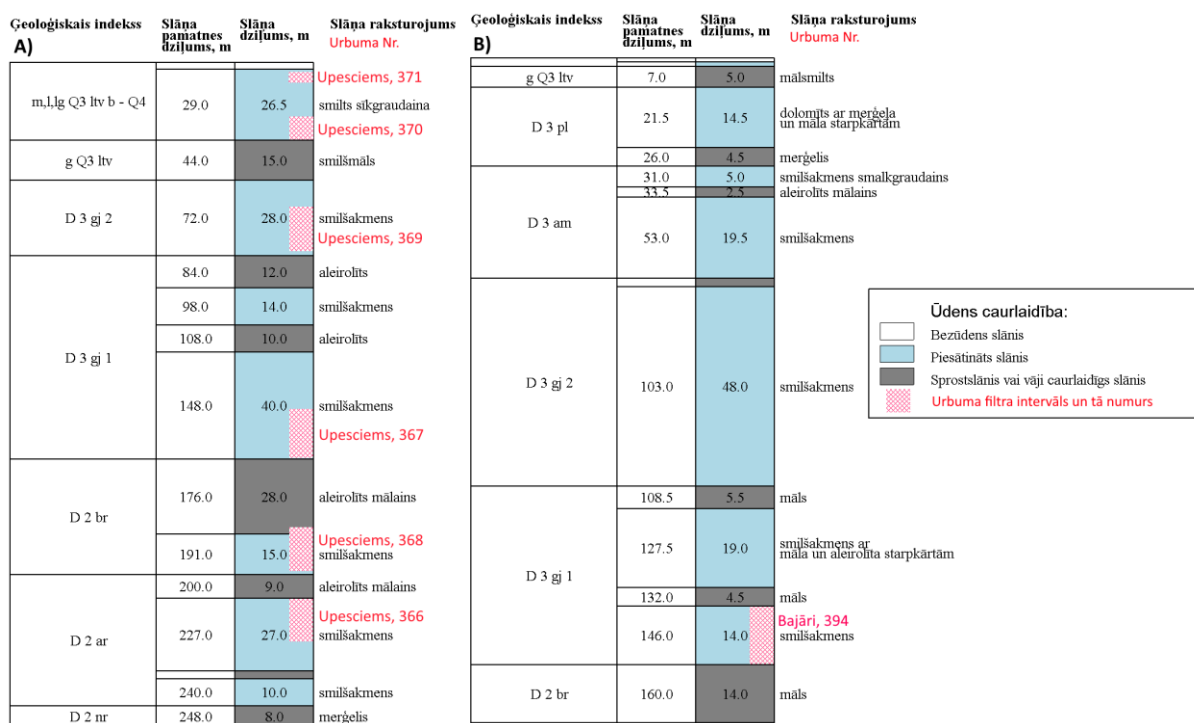 Ģeoloģiskais indekss
Slāņa pamatnes dziļums, m
Slāņa dziļums, m
Slāņa raksturojums
Urbuma Nr.
A)
Upesciems, 371
m,l,lg Q3 ltv b - Q4
29.0
26.5
smilts sīkgraudaina
Upesciems, 370
g Q3 ltv
44.0
15.0
smilšmāls
D 3 gj 2
72.0
28.0
smilšakmens
Upesciems, 369
D 3 gj 1
84.0
12.0
aleirolīts
98.0
14.0
smilšakmens
108.0
10.0
aleirolīts
148.0
40.0
smilšakmens
Upesciems, 367
D 2 br
176.0
28.0
aleirolīts mālains
Upesciems, 368
191.0
15.0
smilšakmens
D 2 ar
200.0
9.0
aleirolīts mālains
Upesciems, 366
227.0
27.0
smilšakmens
240.0
10.0
smilšakmens
D 2 nr
248.0
8.0
merģelis
Ģeoloģiskais indekss
Slāņa pamatnes dziļums, m
Slāņa dziļums, m
Slāņa raksturojums
Urbuma Nr.
B)
g Q3 ltv
7.0
5.0
mālsmilts
D 3 pl
21.5
14.5
dolomīts ar merģeļa
un māla starpkārtām
26.0
4.5
merģelis
D 3 am
31.0
5.0
smilšakmens smalkgraudains
33.5
2.5
aleirolīts mālains
53.0
19.5
smilšakmens
D 3 gj 2
103.0
48.0
smilšakmens
D 3 gj 1
108.5
5.5
māls
127.5
19.0
smilšakmens ar
māla un aleirolīta starpkārtām
132.0
4.5
māls
Bajāri, 394
146.0
14.0
smilšakmens
D 2 br
160.0
14.0
māls
Ūdens caurlaidība:
Bezūdens slānis
Piesātināts slānis
Sprostslānis vai vāji caurlaidīgs slānis
Urbuma filtra intervāls un tā numurs